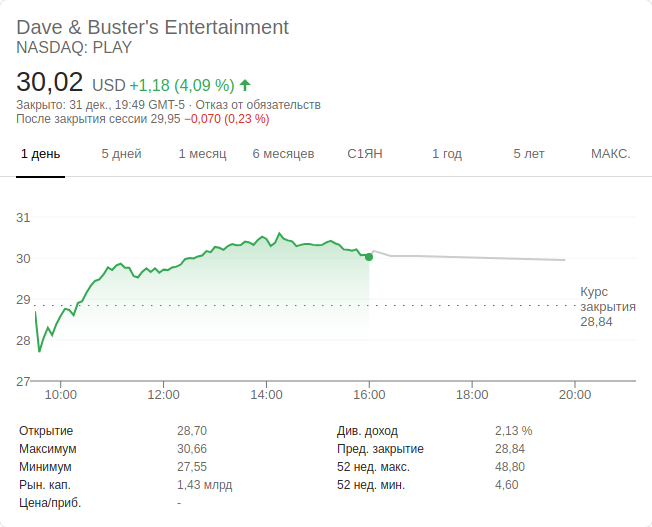 Dave & Buster's Entertainment
NASDAQ: PLAY
30,02 USD +1,18 (4,09 %)
Закрыто: 31 дек., 19:49 GMT-5 · Отказ от обязательств
После закрытия сессии 29,95 −0,070 (0,23 %)
1 день 5 дней 1 месяц 6 месяцев С1ЯН 1 год 5 лет МАКС.
31
30
29
28
27
Курс
закрытия
28,84
10:00 12:00 14:00 16:00 18:00 20:00
Открытие 28,70 Див. доход 2,13 %
Максимум 30,66 Пред. закрытие 28,84
Минимум 27,55 52 нед. макс. 48,80
Рын. кап. 1,43 млрд 52 нед. мин. 4,60
Цена/приб. -